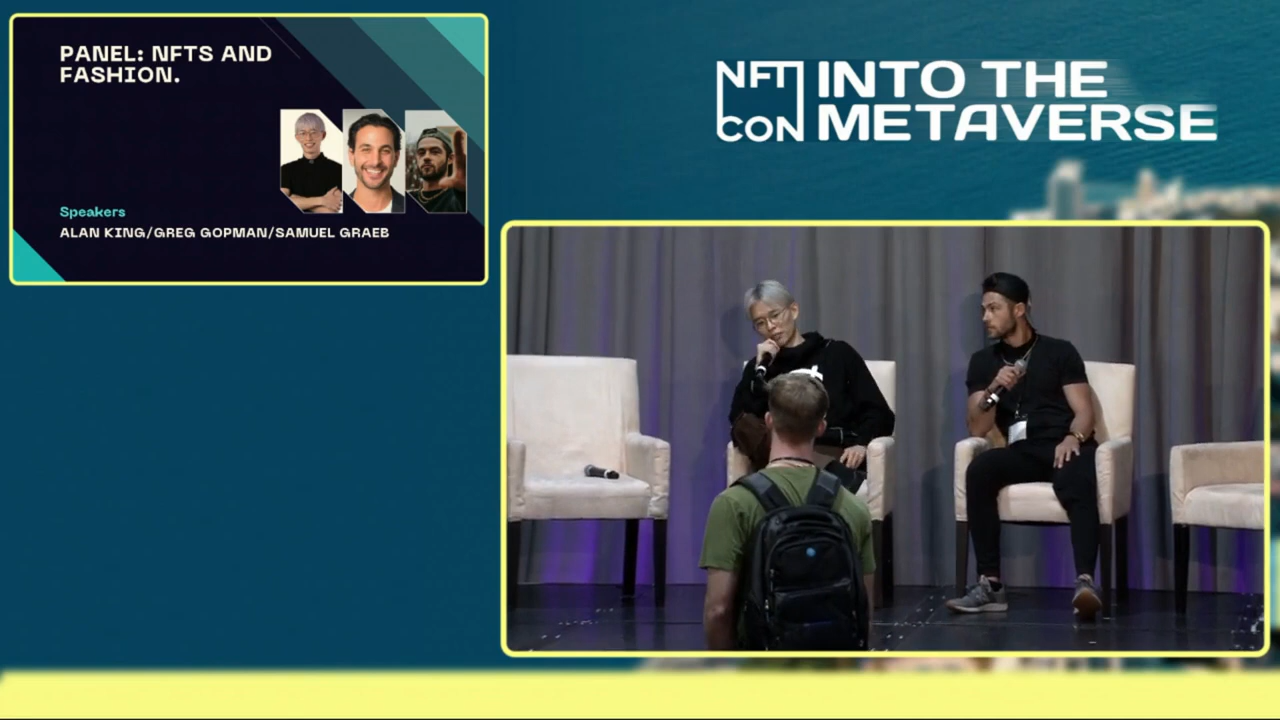 PANEL: NFTS AND
FASHION.
Speakers
ALAN KING/GREG GOPMAN/SAMUEL GRAEB
NFT
CON
INTO THE
METAVERSE